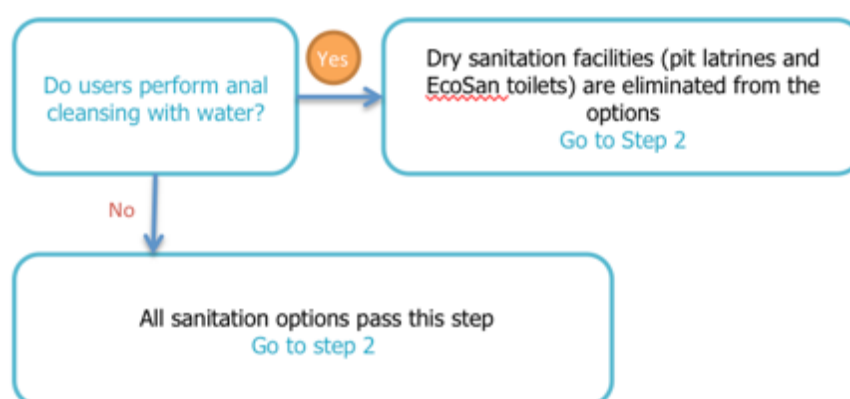 Do users perform anal
cleansing with water?
Yes
Dry sanitation facilities (pit latrines and
EcoSan toilets) are eliminated from the
options
Go to Step 2
No
All sanitation options pass this step
Go to step 2